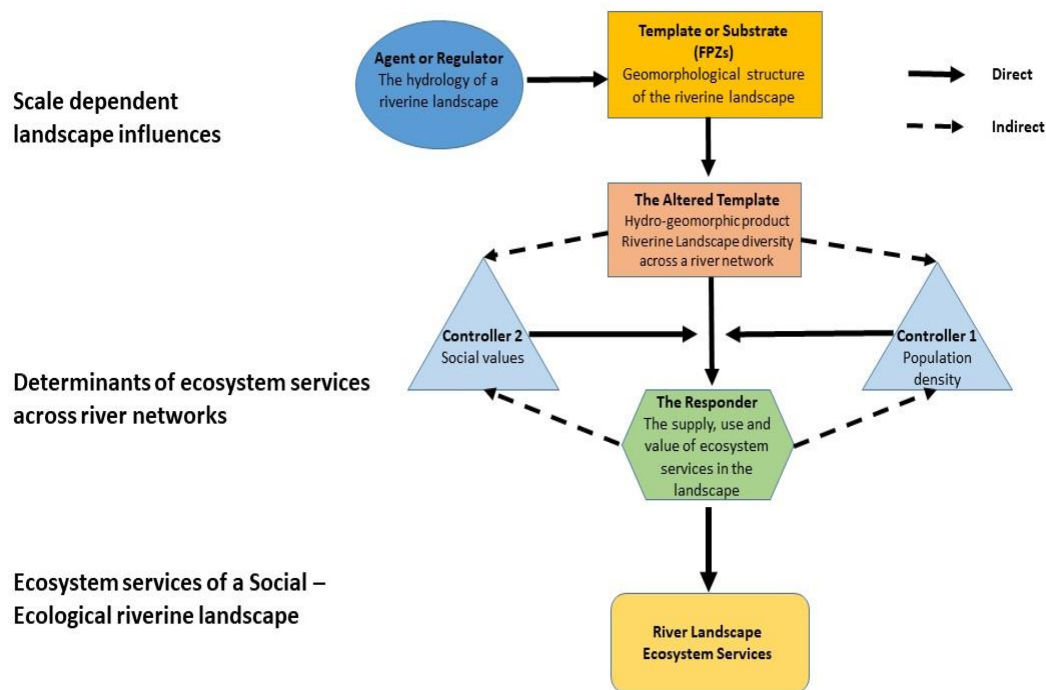 Scale dependent
landscape influences
Agent or Regulator
The hydrology of a
riverine landscape
Template or Substrate
(FPZs)
Geomorphological structure
of the riverine landscape
Direct
Indirect
The Altered Template
Hydro-geomorphic product
Riverine Landscape diversity
across a river network
Determinants of ecosystem services
across river networks
Controller 2
Social values
Controller 1
Population
density
The Responder
The supply, use and
value of ecosystem
services in the
landscape
Ecosystem services of a Social –
Ecological riverine landscape
River Landscape
Ecosystem Services